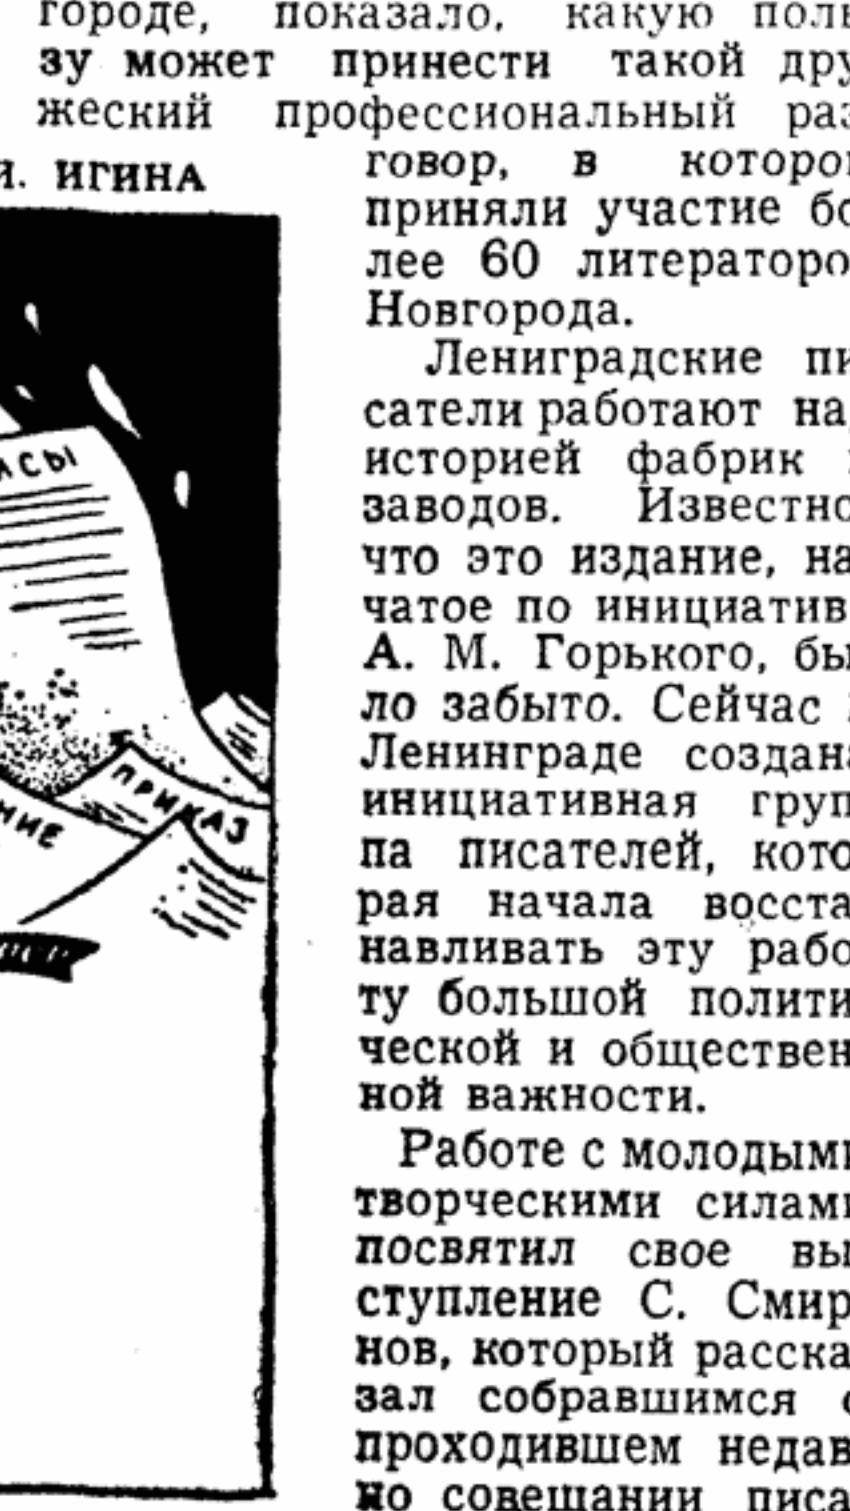 городе, показало, какую поль
зу может принести такой дру
жеский профессиональный раз
И. ИГИНА
говор, в которо
приняли участие бо
лее 60 литераторо
Новгорода.
Лениградские пи
сатели работают на
историей фабрик
заводов. Известно
что это издание, на
чатое по инициатив
А. М. Горького, бы
ло забыто. Сейчас
Ленинграде создана
инициативная груп
па писателей, кото
рая начала восста
навливать эту рабо
ту большой полити
ческой и обществен
ной важности.
Работе с молодыми
творческими силами
посвятил свое вы
ступление С. Смир
нов, который расска
зал собравшимся о
проходившем недав
но совещании писа
АСЫ
ПРИКАЗ
НИЕ